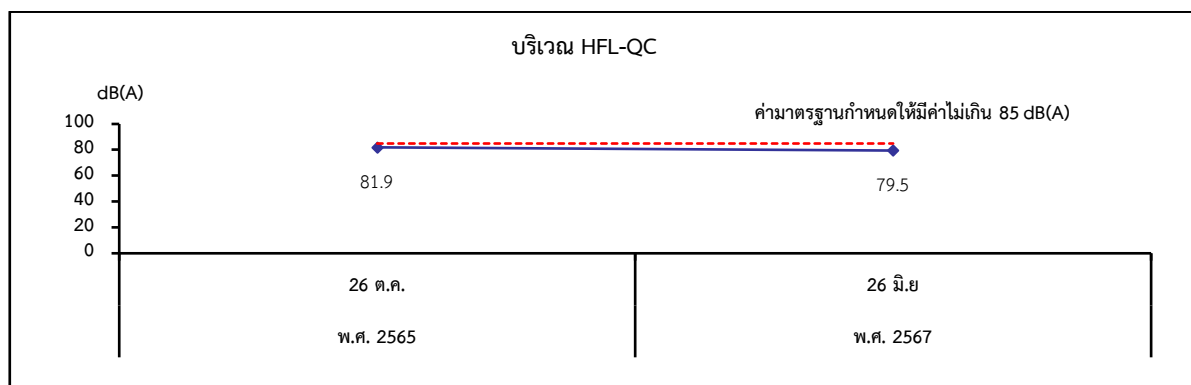 บริเวณ HFL-QC
dB(A)
ค่ามาตรฐานกำหนดให้มีค่าไม่เกิน 85 dB(A)
100
80
60
40
20
0
81.9
79.5
26 ต.ค.
26 มิ.ย
พ.ศ. 2565
พ.ศ. 2567